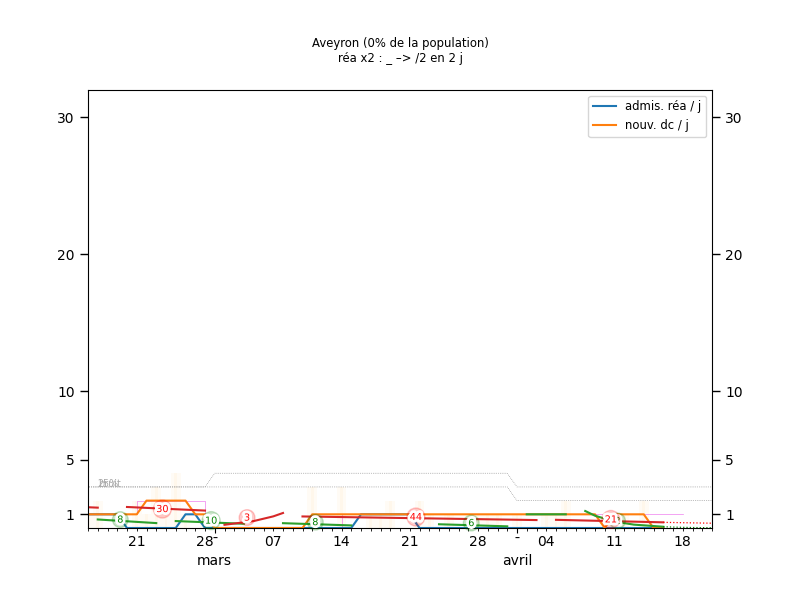 Aveyron (0% de la population)
réa x2 : _ –> /2 en 2 j
admis. réa / j
nouv. dc / j
30 30
20 20
10 10
5 5
1 1
8 30 10 3 8 44 6 21
21 28 07 14 21 28 04 11 18
mars avril